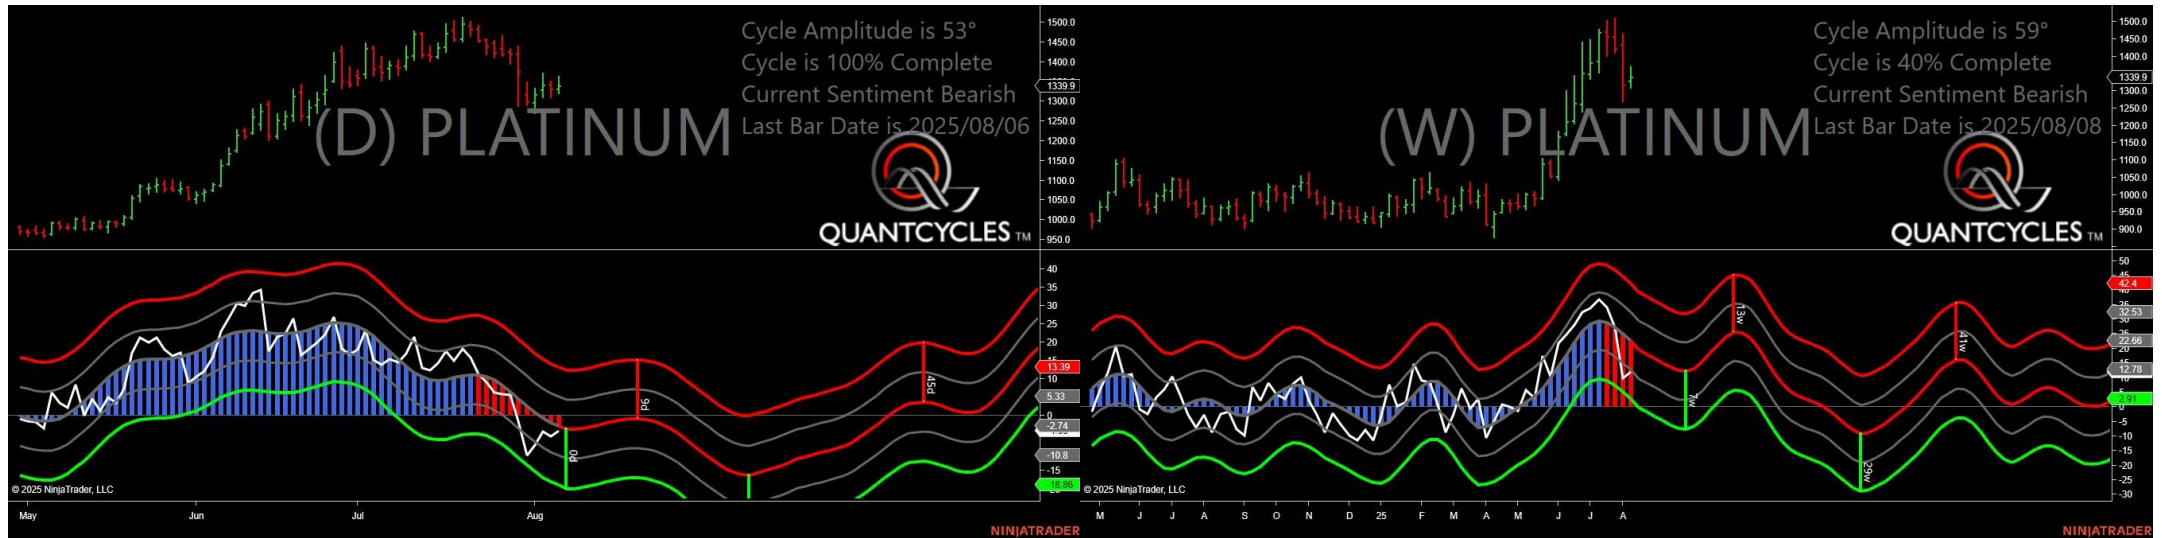 Cycle Amplitude is 53°
Cycle is 100% Complete
Current Sentiment Bearish
Last Bar Date is 2025/08/06
(D) PLATINUM
QUANTCYCLES TM
1500.0
1450.0
1400.0
1339.9
1300.0
1250.0
1200.0
1150.0
1100.0
1050.0
1000.0
950.0
40
35
30
25
20
15
13.39
10
5.33
0
-2.74
-10.8
-15
-18.86
0d
9d
45d
© 2025 NinjaTrader, LLC
May
Jun
Jul
Aug
NINJATRADER
Cycle Amplitude is 59°
Cycle is 40% Complete
Current Sentiment Bearish
Last Bar Date is 2025/08/08
(W) PLATINUM
QUANTCYCLES TM
1500.0
1450.0
1400.0
1339.9
1300.0
1250.0
1200.0
1150.0
1100.0
1050.0
1000.0
950.0
900.0
50
45
42.4
32.53
30
22.66
20
12.78
2.91
0
-5
-10
-15
-20
-25
-30
13w
41w
29w
© 2025 NinjaTrader, LLC
M
J
J
A
S
O
N
D
25
F
M
A
M
J
J
A
NINJATRADER